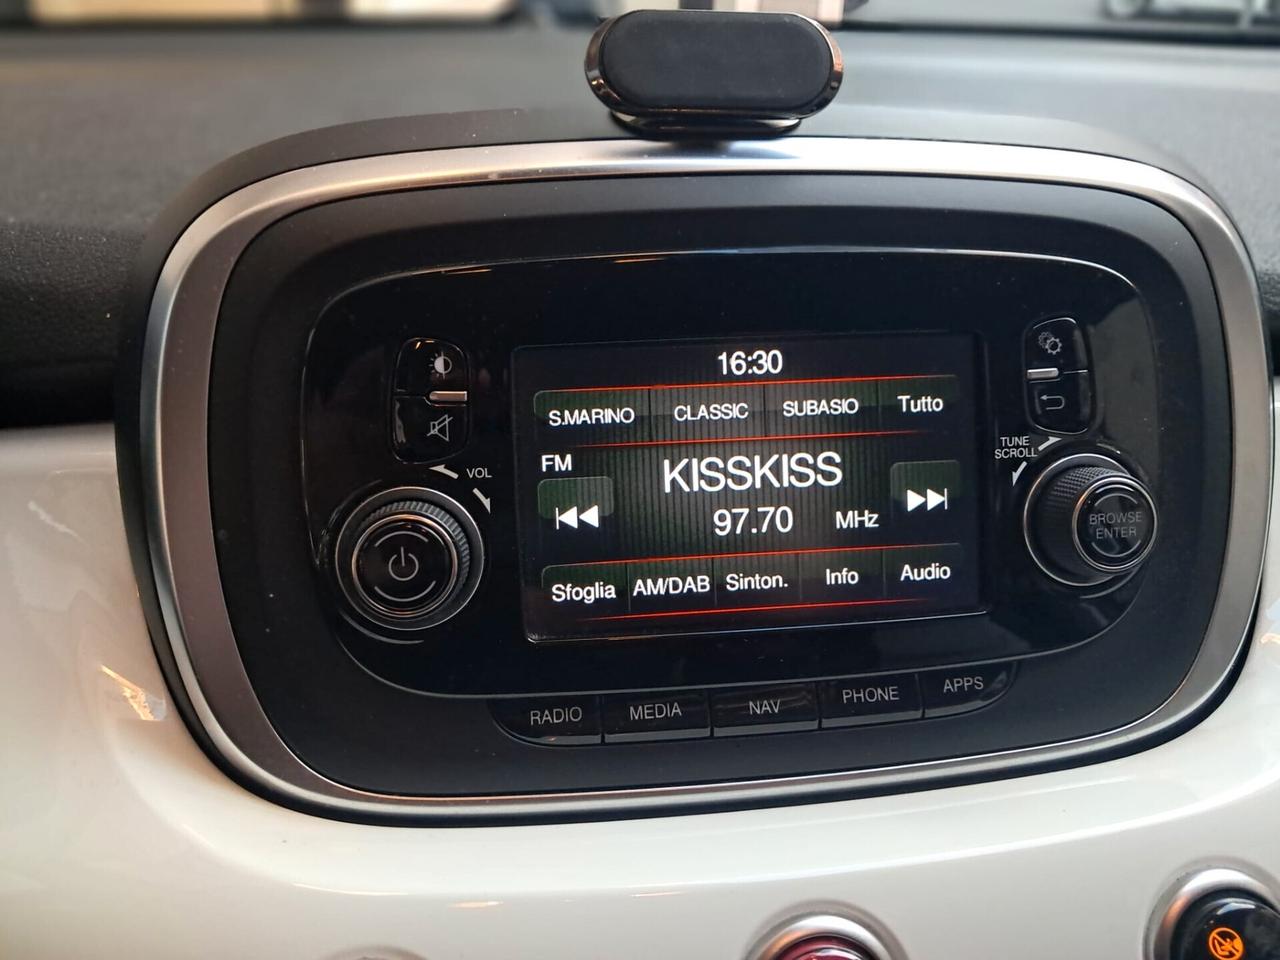 16:30
S.MARINO CLASSIC SUBASIO Tutto
FM
KISSKISS
97.70 MHz
Sfoglia AM/DAB Sinton. Info Audio
VOL
TUNE
SCROLL
BROWSE
ENTER
RADIO MEDIA NAV PHONE APPS